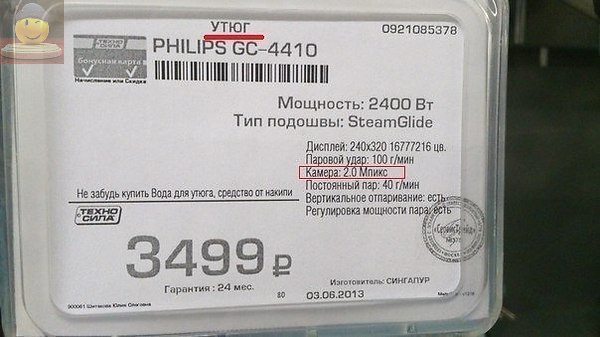 УТЮГ
0921085378
ТЕХНО
СИЛА
бонусная карта
Начисление или Скидка
PHILIPS GC-4410
Мощность: 2400 Вт
Тип подошвы: SteamGlide
Дисплей: 240x320 16777216 цв.
Паровой удар: 100 г/мин
Камера: 2.0 Мпикс
Постоянный пар: 40 г/мин
Вертикальное отпаривание: есть
Регулировка мощности пара: есть
Не забудь купить Вода для утюга, средство от накипи
ТЕХНО
СИЛА
3499 ₽
Гарантия : 24 мес.
80
Изготовитель: СИНГАПУР
03.06.2013